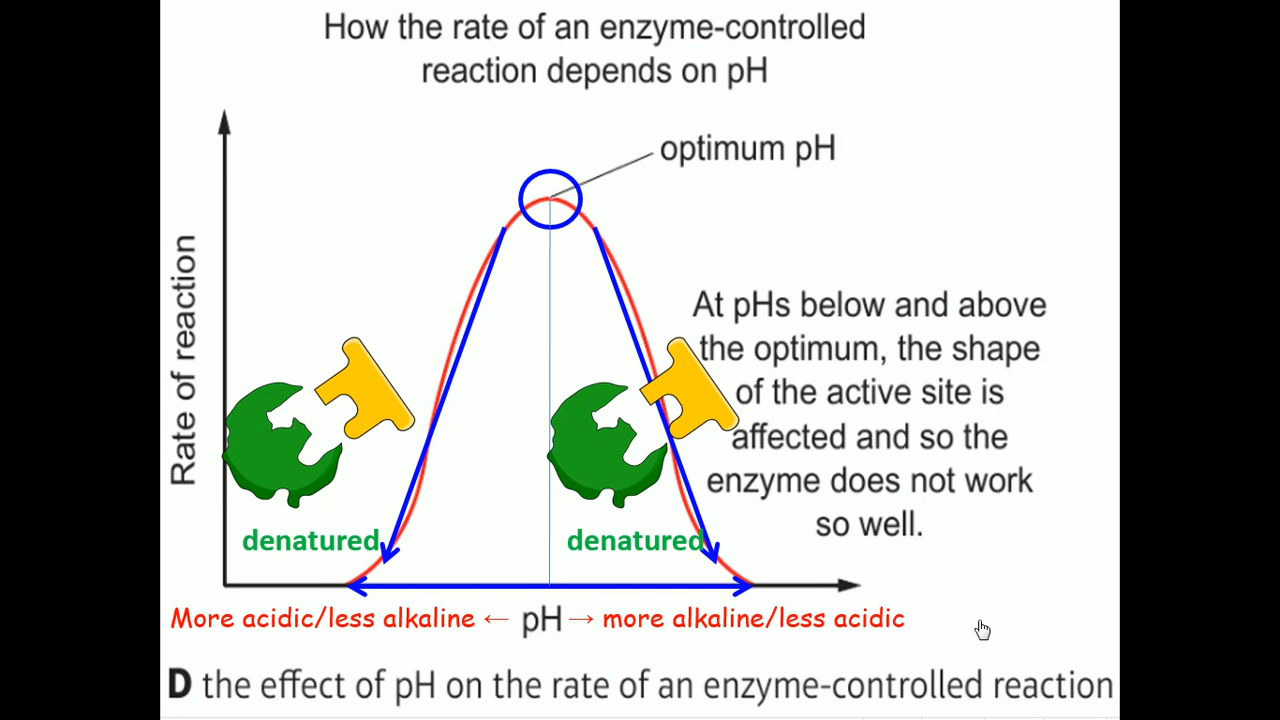 How the rate of an enzyme-controlled
reaction depends on pH
optimum pH
Rate of reaction
At pHs below and above
the optimum, the shape
of the active site is
affected and so the
enzyme does not work
so well.
denatured
denatured
More acidic/less alkaline ← pH → more alkaline/less acidic
D the effect of pH on the rate of an enzyme-controlled reaction